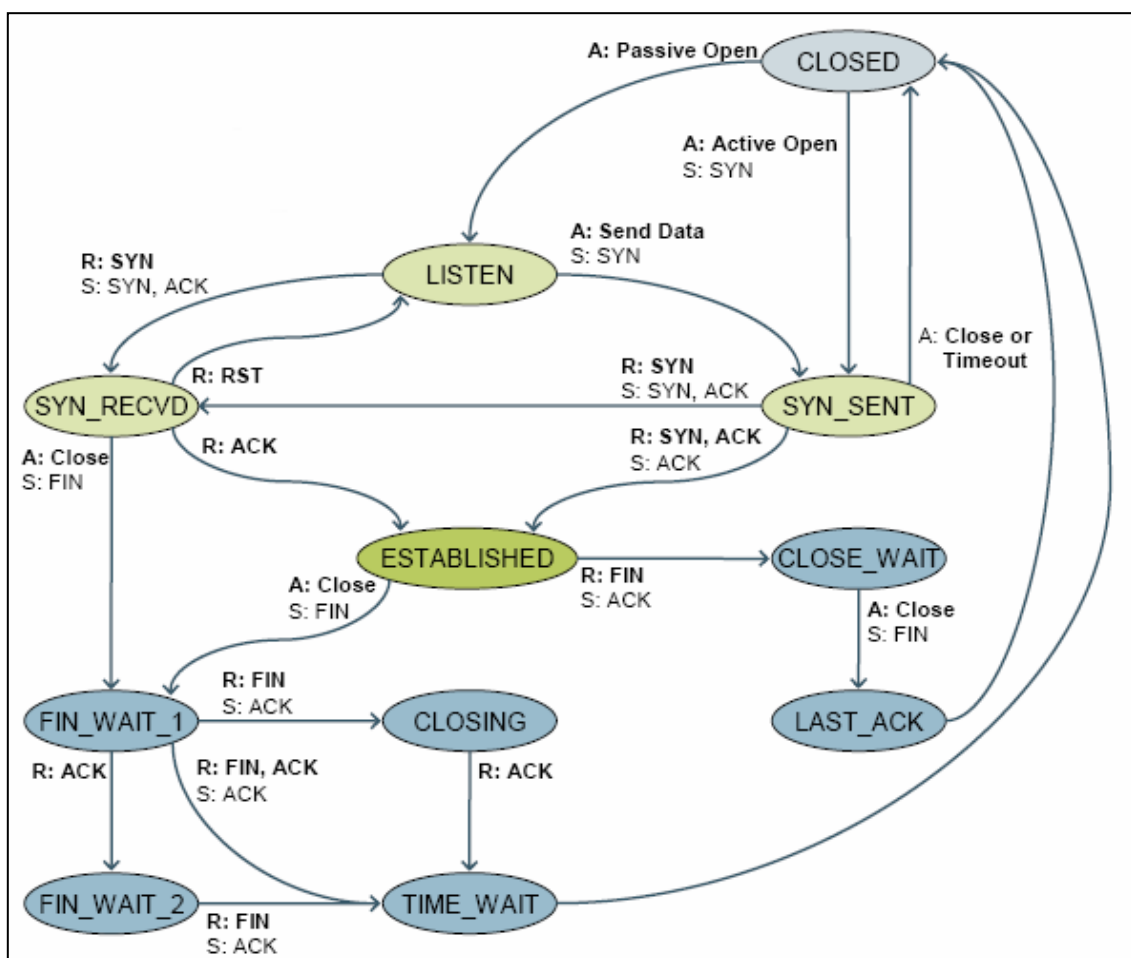 A: Passive Open
CLOSED
A: Active Open
S: SYN
A: Send Data
S: SYN
R: SYN
S: SYN, ACK
LISTEN
A: Close or
Timeout
R: RST
R: SYN
S: SYN, ACK
SYN_RECVD
SYN_SENT
R: ACK
R: SYN, ACK
S: ACK
A: Close
S: FIN
ESTABLISHED
CLOSE_WAIT
R: FIN
S: ACK
A: Close
S: FIN
A: Close
S: FIN
R: FIN
S: ACK
FIN_WAIT_1
CLOSING
LAST_ACK
R: ACK
R: FIN, ACK
S: ACK
R: ACK
FIN_WAIT_2
TIME_WAIT
R: FIN
S: ACK